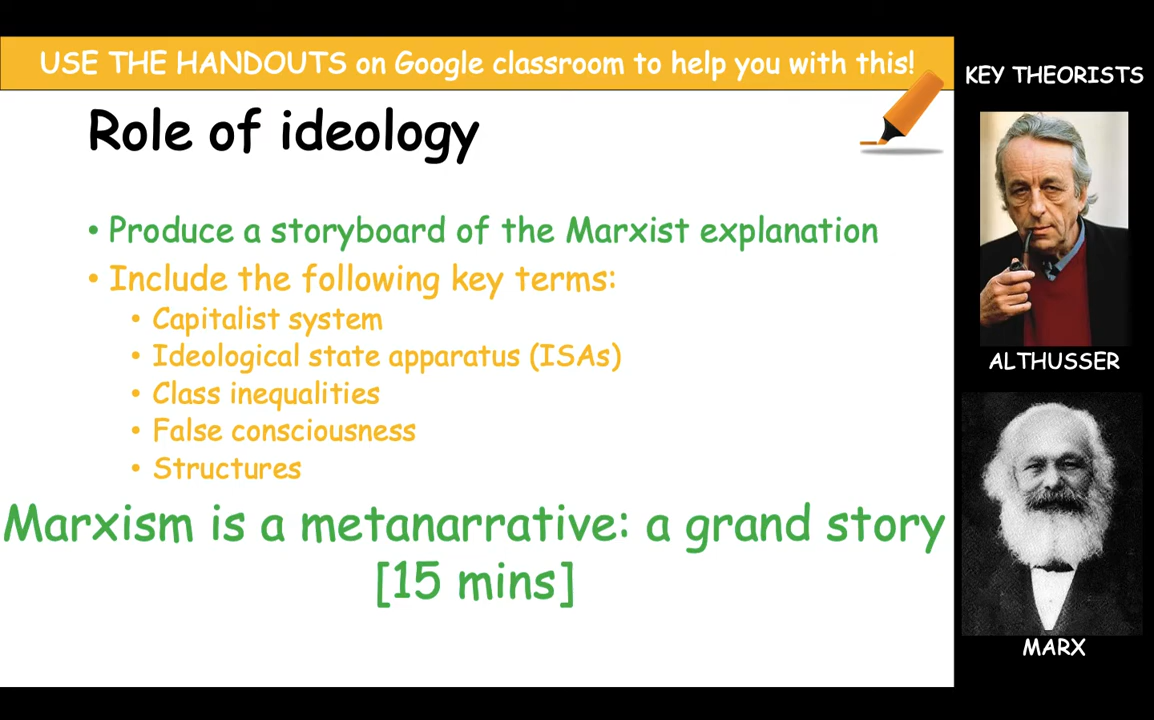 USE THE HANDOUTS on Google classroom to help you with this!
KEY THEORISTS
Role of ideology
• Produce a storyboard of the Marxist explanation
• Include the following key terms:
• Capitalist system
• Ideological state apparatus (ISAs)
• Class inequalities
• False consciousness
• Structures
Marxism is a metanarrative: a grand story
[15 mins]
ALTHUSSER
MARX